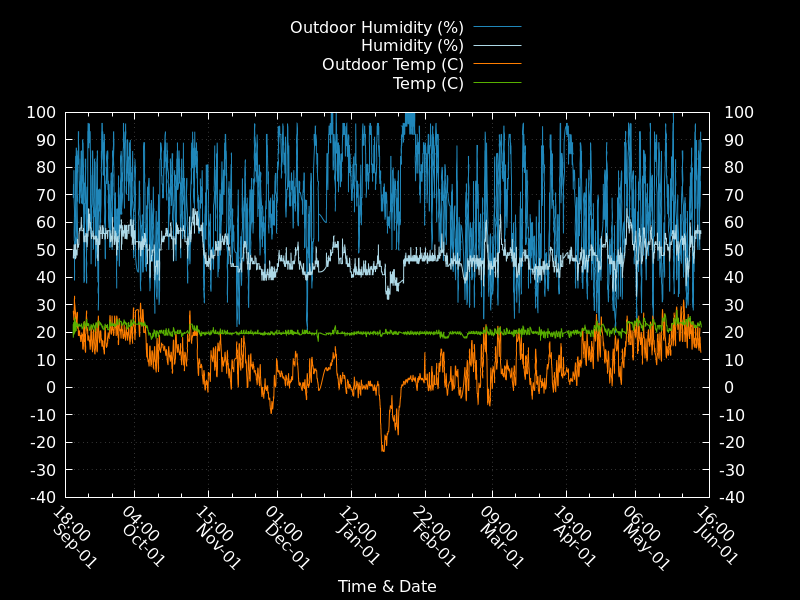 Outdoor Humidity (%)
Humidity (%)
Outdoor Temp (C)
Temp (C)
100 100
90 90
80 80
70 70
60 60
50 50
40 40
30 30
20 20
10 10
0 0
-10 -10
-20 -20
-30 -30
-40 -40
18:00 04:00 15:00 01:00 12:00 22:00 09:00 19:00 06:00 16:00
Sep-01 Oct-01 Nov-01 Dec-01 Jan-01 Feb-01 Mar-01 Apr-01 May-01 Jun-01
Time & Date